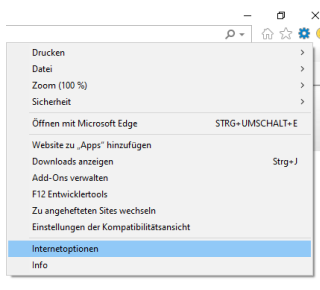 Drucken
Datei
Zoom (100 %)
Sicherheit
Öffnen mit Microsoft Edge STRG+UMSCHALT+E
Website zu „Apps“ hinzufügen
Downloads anzeigen Strg+J
Add-Ons verwalten
F12 Entwicklertools
Zu angehefteten Sites wechseln
Einstellungen der Kompatibilitätsansicht
Internetoptionen
Info